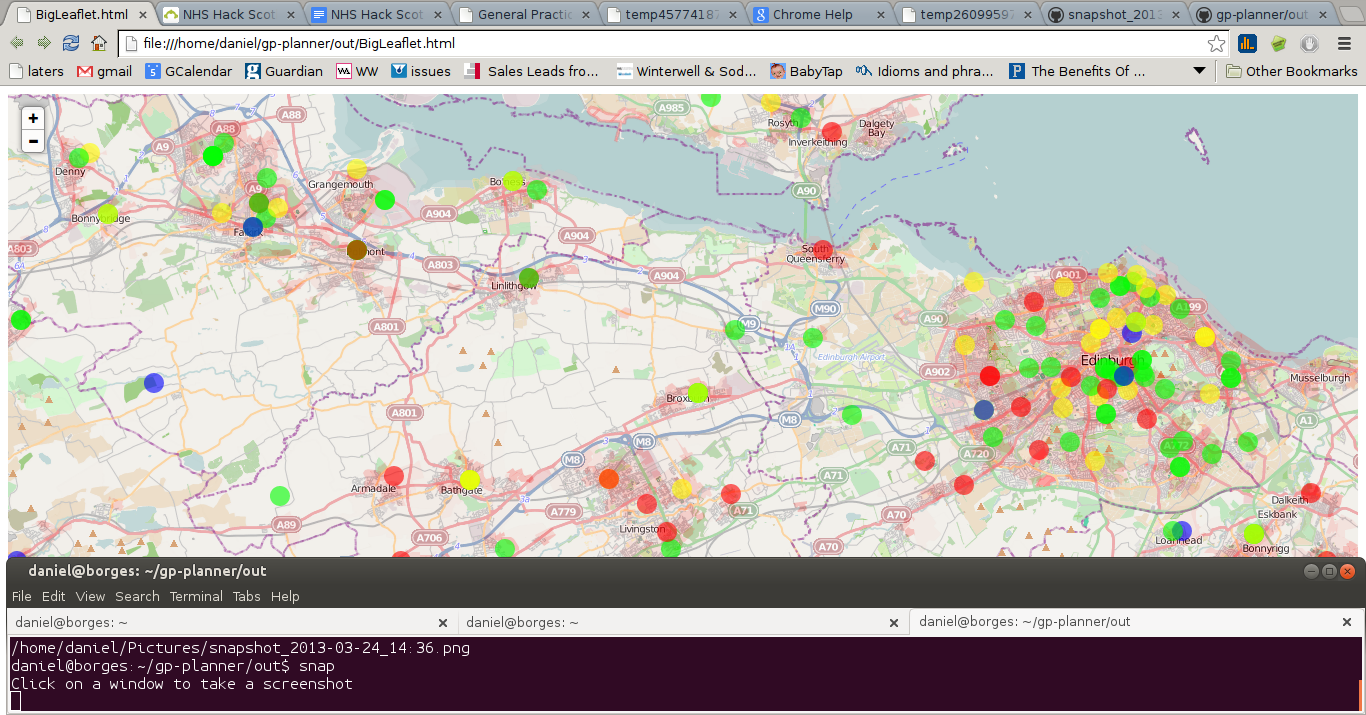 BigLeaflet.html
NHS Hack Scot
NHS Hack Scot
General Practic
temp45774187
Chrome Help
temp26099597
snapshot_2013
gp-planner/out
file:///home/daniel/gp-planner/out/BigLeaflet.html
laters
gmail
GCalendar
Guardian
WW
issues
Sales Leads fro...
Winterwell & Sod...
BabyTap
Idioms and phra...
The Benefits Of ...
Other Bookmarks
+
-
A985
A88
A88
A9
Rosyth
Dalgety
Bay
Inverkeithing
Denny
Grangemouth
A9
A90
Bonnybridge
A904
A904
A803
A803
South
Queensferry
A904
Linlithgow
A901
M90
A199
A801
M9
A90
Edinburgh Airport
Edinburgh
A902
Musselburgh
A801
M8
A1
M8
A71
A720
A772
M8
A71
Armadale
Bathgate
A779
A71
A89
Livingston
A70
Dalkeith
Eskbank
A706
A70
Loanhead
Bonnyrigg
daniel@borges: ~/gp-planner/out
File Edit View Search Terminal Tabs Help
daniel@borges: ~
daniel@borges: ~
daniel@borges: ~/gp-planner/out
/home/daniel/Pictures/snapshot_2013-03-24_14:36.png
daniel@borges:~/gp-planner/out$ snap
Click on a window to take a screenshot